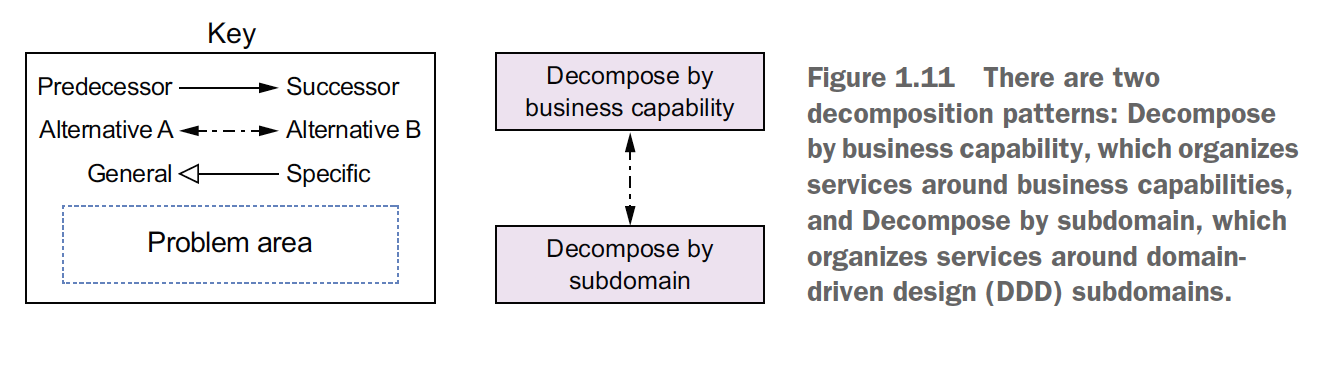 Key
Predecessor Successor
Alternative A Alternative B
General Specific
Problem area
Decompose by
business capability
Decompose by
subdomain
Figure 1.11 There are two
decomposition patterns: Decompose
by business capability, which organizes
services around business capabilities,
and Decompose by subdomain, which
organizes services around domain-
driven design (DDD) subdomains.